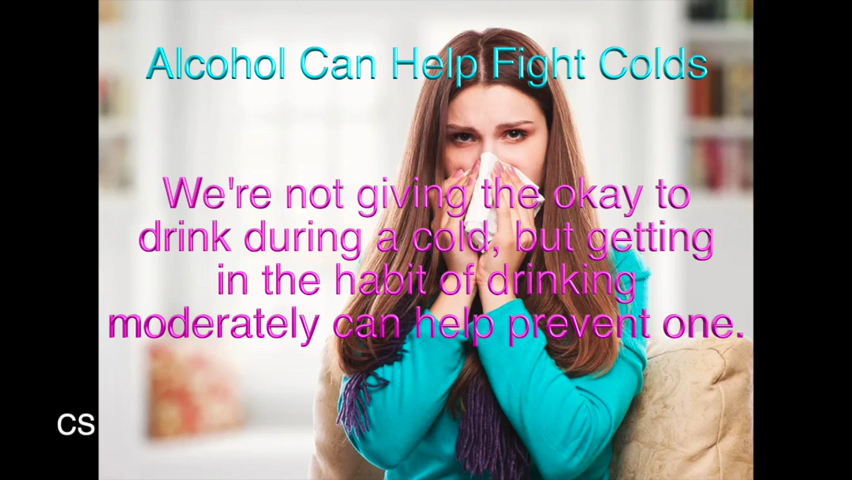 Alcohol Can Help Fight Colds
We're not giving the okay to
drink during a cold, but getting
in the habit of drinking
moderately can help prevent one.
CS